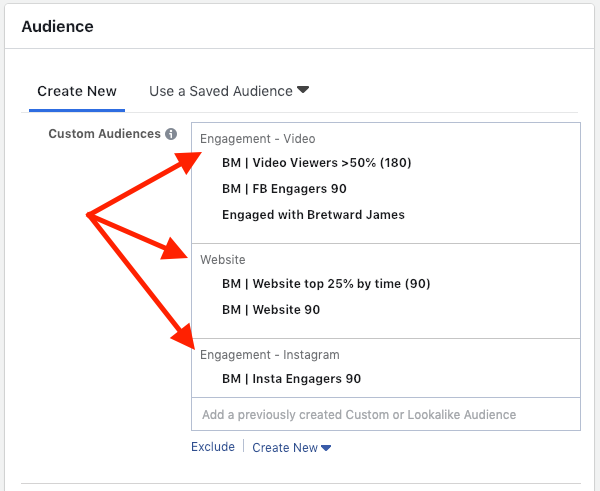 Audience
Create New Use a Saved Audience
Custom Audiences
Engagement - Video
BM | Video Viewers >50% (180)
BM | FB Engagers 90
Engaged with Bretward James
Website
BM | Website top 25% by time (90)
BM | Website 90
Engagement - Instagram
BM | Insta Engagers 90
Add a previously created Custom or Lookalike Audience
Exclude Create New